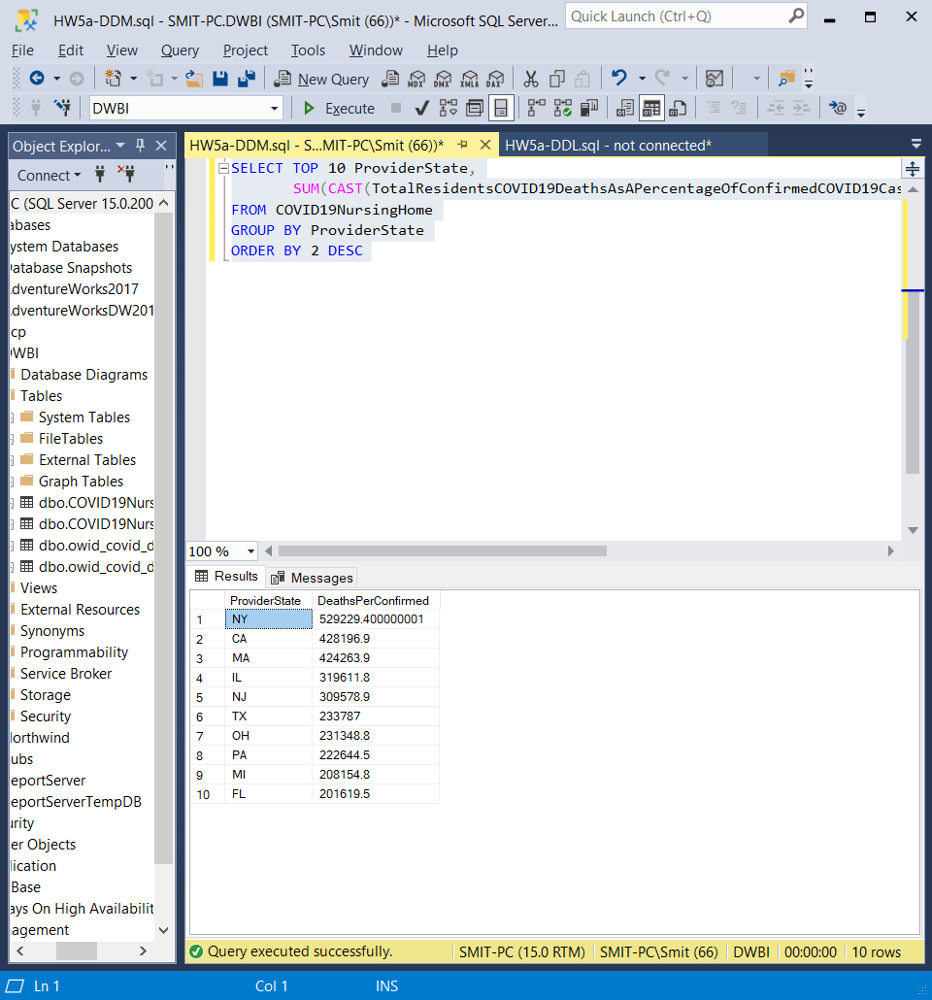 HW5a-DDM.sql - SMIT-PC.DWBI (SMIT-PC\Smit (66))* - Microsoft SQL Server...
Quick Launch (Ctrl+Q)
File Edit View Query Project Tools Window Help
New Query MDX DMX XMLA DAX
DWBI Execute
Object Explor...
HW5a-DDM.sql - S...MIT-PC\Smit (66))*
HW5a-DDL.sql - not connected*
Connect
C (SQL Server 15.0.200
abases
ystem Databases
atabase Snapshots
dventureWorks2017
dventureWorksDW201
cp
WBI
Database Diagrams
Tables
System Tables
FileTables
External Tables
Graph Tables
dbo.COVID19Nurs
dbo.COVID19Nurs
dbo.owid_covid_d
dbo.owid_covid_d
Views
External Resources
Synonyms
Programmability
Service Broker
Storage
Security
lorthwind
ubs
eportServer
eportServerTempDB
urity
er Objects
lication
Base
ays On High Availabilit
agement
SELECT TOP 10 ProviderState,
SUM(CAST(TotalResidentsCOVID19DeathsAsAPercentageOfConfirmedCOVID19Cas
FROM COVID19NursingHome
GROUP BY ProviderState
ORDER BY 2 DESC
100 %
Results Messages
ProviderState DeathsPerConfirmed
1 NY 529229.400000001
2 CA 428196.9
3 MA 424263.9
4 IL 319611.8
5 NJ 309578.9
6 TX 233787
7 OH 231348.8
8 PA 222644.5
9 MI 208154.8
10 FL 201619.5
Query executed successfully. SMIT-PC (15.0 RTM) SMIT-PC\Smit (66) DWBI 00:00:00 10 rows
Ln 1 Col 1 INS